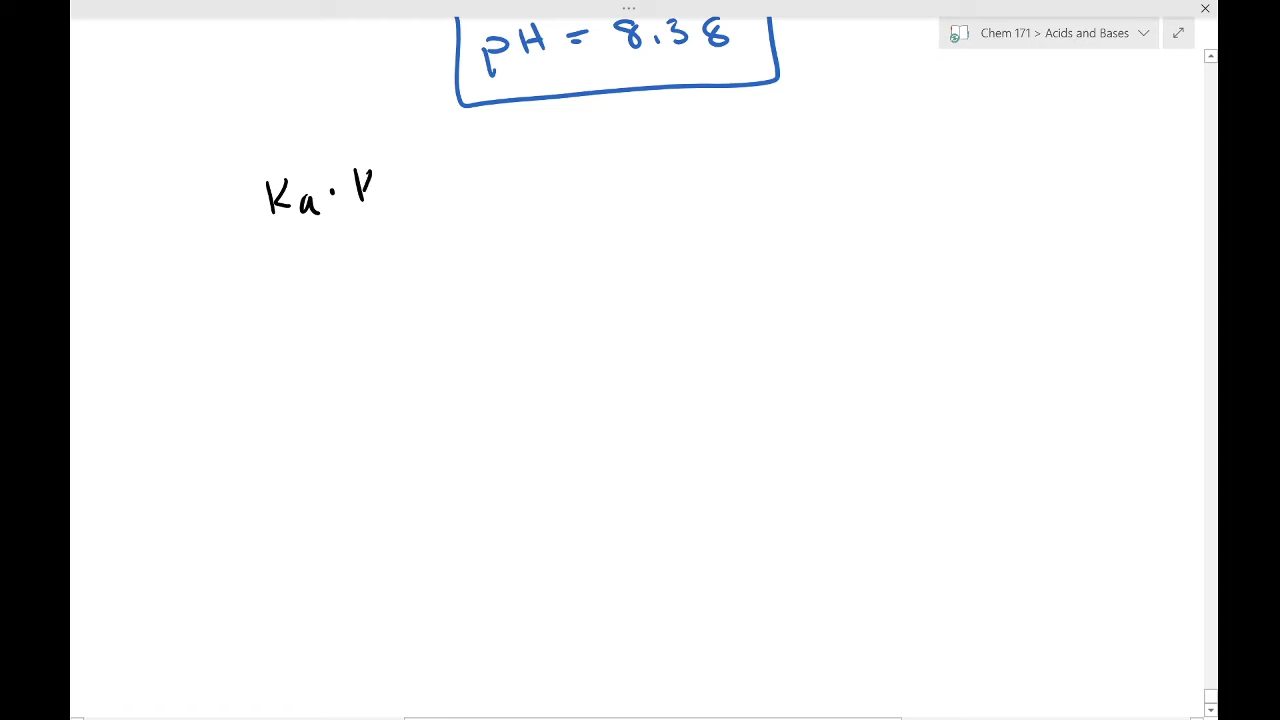 pH = 8.38
Chem 171 > Acids and Bases
Ka · K